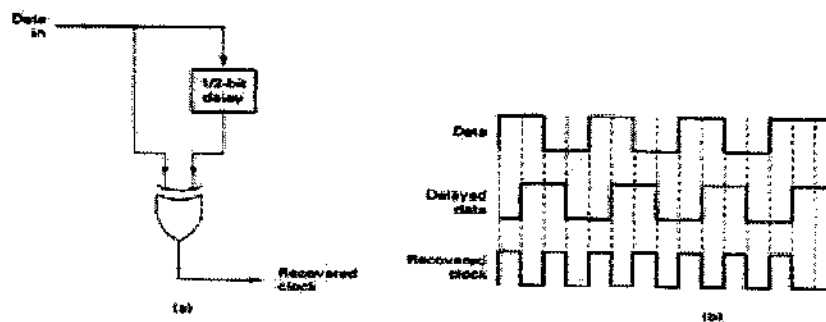 Data
in
1/2-bit
delay
Recovered
clock
(a)
Data
Delayed
data
Recovered
clock
(b)